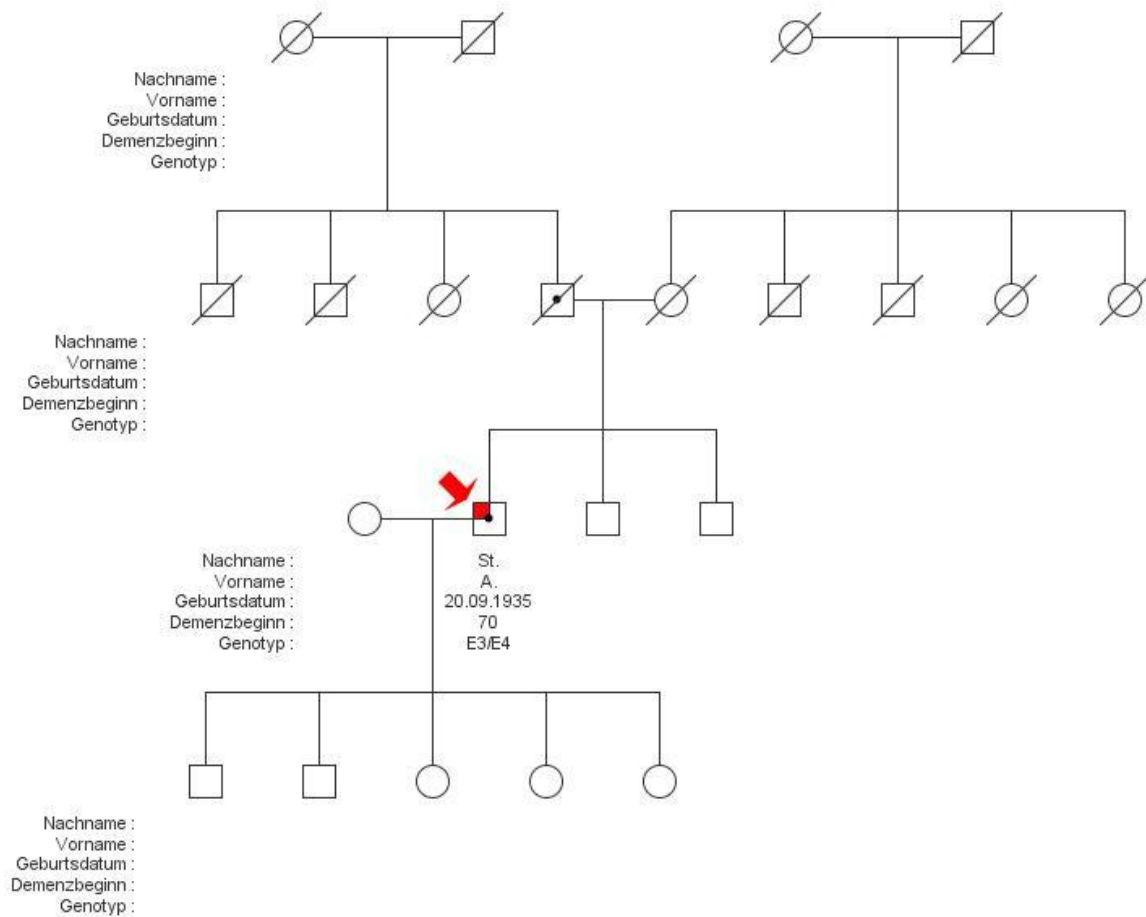 Nachname :
Vorname :
Geburtsdatum :
Demenzbeginn :
Genotyp :
Nachname :
Vorname :
Geburtsdatum :
Demenzbeginn :
Genotyp :
Nachname : St.
Vorname : A.
Geburtsdatum : 20.09.1935
Demenzbeginn : 70
Genotyp : E3/E4
Nachname :
Vorname :
Geburtsdatum :
Demenzbeginn :
Genotyp :